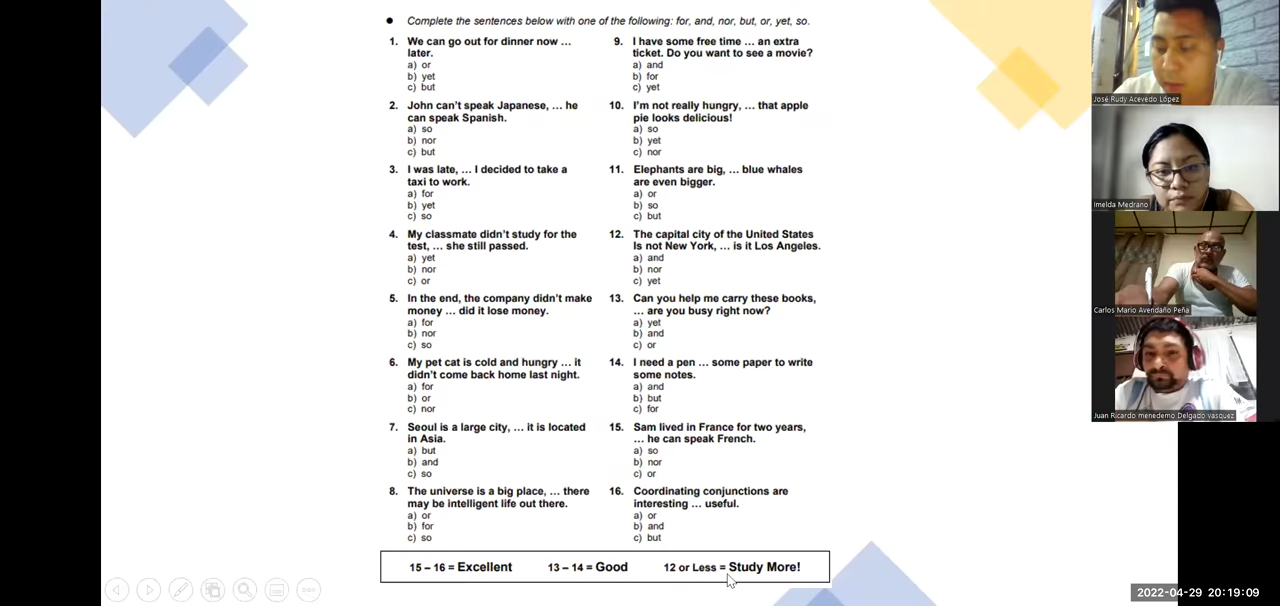 Complete the sentences below with one of the following: for, and, nor, but, or, yet, so.
1. We can go out for dinner now …
later.
a) or
b) yet
c) but
2. John can't speak Japanese, … he
can speak Spanish.
a) so
b) nor
c) but
3. I was late, … I decided to take a
taxi to work.
a) for
b) yet
c) so
4. My classmate didn't study for the
test, … she still passed.
a) yet
b) nor
c) or
5. In the end, the company didn't make
money … did it lose money.
a) for
b) nor
c) so
6. My pet cat is cold and hungry … it
didn't come back home last night.
a) for
b) or
c) nor
7. Seoul is a large city, … it is located
in Asia.
a) but
b) and
c) so
8. The universe is a big place, … there
may be intelligent life out there.
a) or
b) for
c) so
9. I have some free time … an extra
ticket. Do you want to see a movie?
a) and
b) for
c) yet
10. I'm not really hungry, … that apple
pie looks delicious!
a) so
b) yet
c) nor
11. Elephants are big, … blue whales
are even bigger.
a) or
b) so
c) but
12. The capital city of the United States
Is not New York, … is it Los Angeles.
a) and
b) nor
c) yet
13. Can you help me carry these books,
… are you busy right now?
a) yet
b) and
c) or
14. I need a pen … some paper to write
some notes.
a) and
b) but
c) for
15. Sam lived in France for two years,
… he can speak French.
a) so
b) nor
c) or
16. Coordinating conjunctions are
interesting … useful.
a) or
b) and
c) but
15 – 16 = Excellent 13 – 14 = Good 12 or Less = Study More!
José Rudy Acevedo López
Imelda Medrano
Carlos Mario Avendaño Peña
Juan Ricardo menedemo Delgado vasquez
2022-04-29 20:19:09